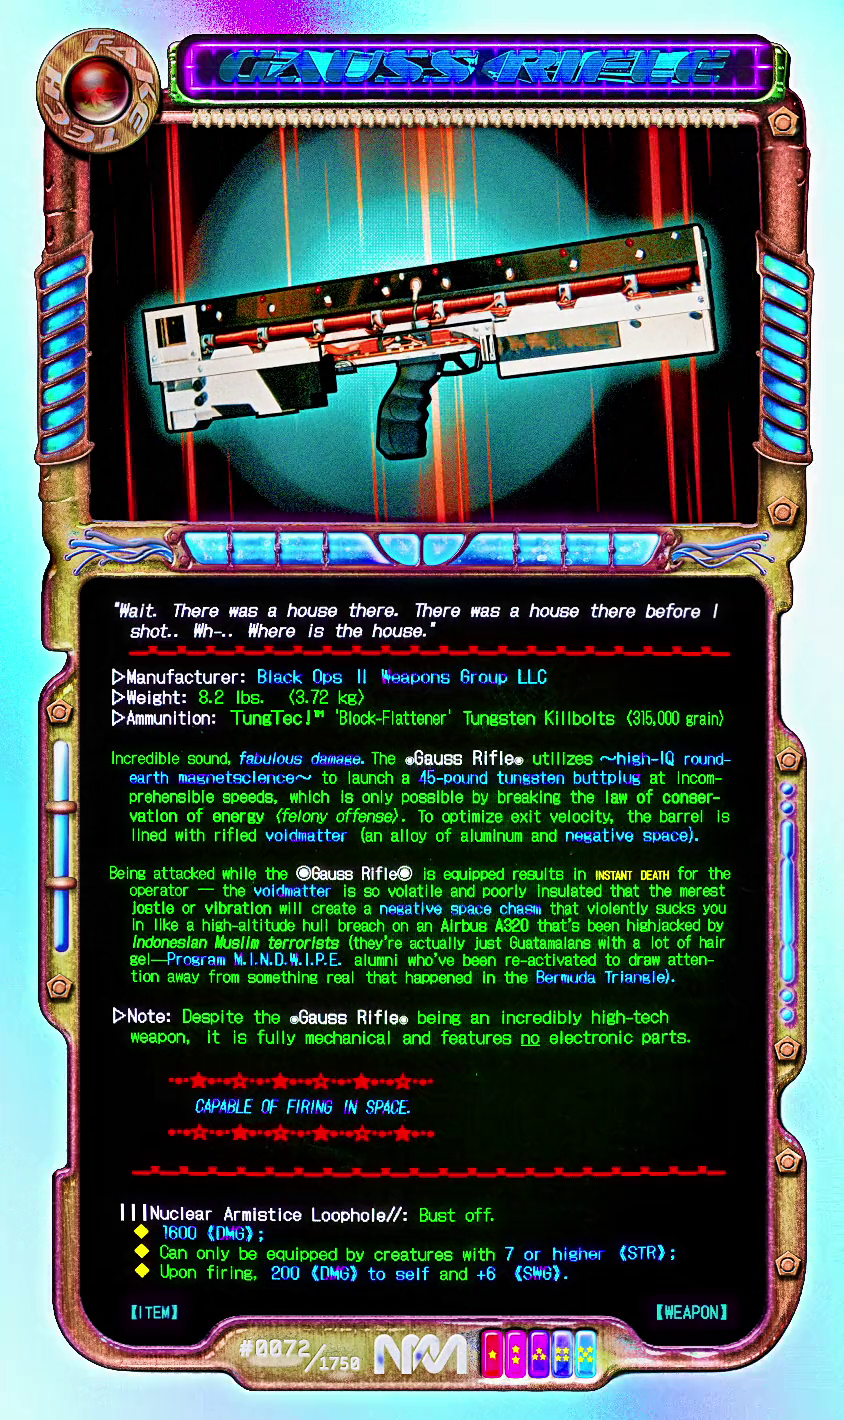 FAKE TECH
GAUSS RIFLE
"Wait. There was a house there. There was a house there before I
shot.. Wh-.. Where is the house."
▷Manufacturer: Black Ops II Weapons Group LLC
▷Weight: 8.2 lbs. (3.72 kg)
▷Ammunition: TungTec!™ 'Block-Flattener' Tungsten Killbolts (315,000 grain)
Incredible sound, fabulous damage. The ◉Gauss Rifle◉ utilizes ~high-IQ round-
earth magnetscience~ to launch a 45-pound tungsten buttplug at incom-
prehensible speeds, which is only possible by breaking the law of conser-
vation of energy (felony offense). To optimize exit velocity, the barrel is
lined with rifled voidmatter (an alloy of aluminum and negative space).
Being attacked while the ◉Gauss Rifle◉ is equipped results in INSTANT DEATH for the
operator — the voidmatter is so volatile and poorly insulated that the merest
jostle or vibration will create a negative space chasm that violently sucks you
in like a high-altitude hull breach on an Airbus A320 that's been highjacked by
Indonesian Muslim terrorists (they're actually just Guatamalans with a lot of hair
gel—Program M.I.N.D.W.I.P.E. alumni who've been re-activated to draw atten-
tion away from something real that happened in the Bermuda Triangle).
▷Note: Despite the ◉Gauss Rifle◉ being an incredibly high-tech
weapon, it is fully mechanical and features no electronic parts.
CAPABLE OF FIRING IN SPACE.
|||Nuclear Armistice Loophole//: Bust off.
◆ 1600 《DMG》;
◆ Can only be equipped by creatures with 7 or higher 《STR》;
◆ Upon firing, 200 《DMG》 to self and +6 《SWG》.
【ITEM】 【WEAPON】
#0072/1750 NPM